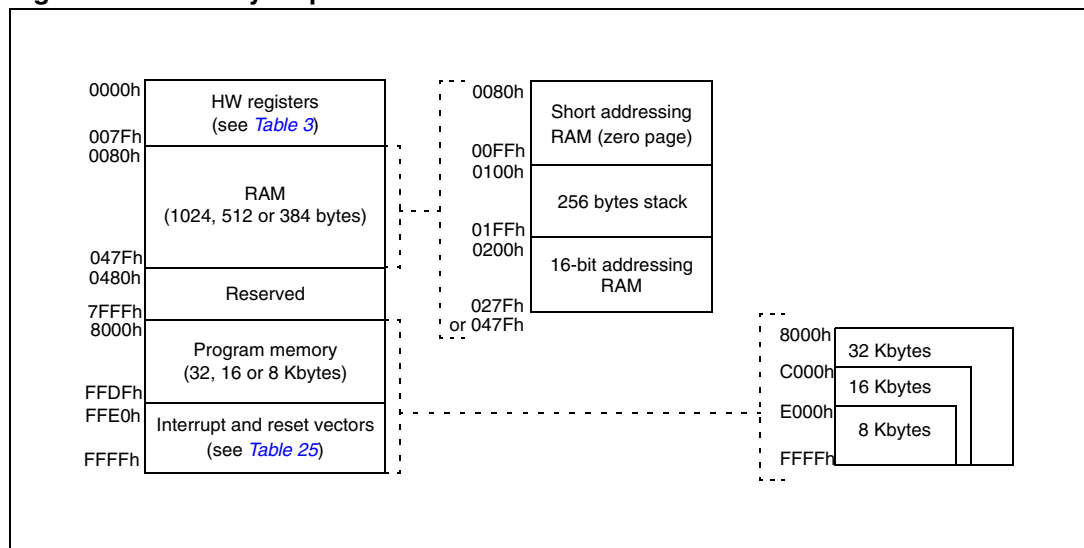 0000h
HW registers
(see Table 3)
007Fh
0080h
RAM
(1024, 512 or 384 bytes)
047Fh
0480h
Reserved
7FFFh
8000h
Program memory
(32, 16 or 8 Kbytes)
FFDFh
FFE0h
Interrupt and reset vectors
(see Table 25)
FFFFh
0080h
Short addressing
RAM (zero page)
00FFh
0100h
256 bytes stack
01FFh
0200h
16-bit addressing
RAM
027Fh
or 047Fh
8000h
32 Kbytes
C000h
16 Kbytes
E000h
8 Kbytes
FFFFh